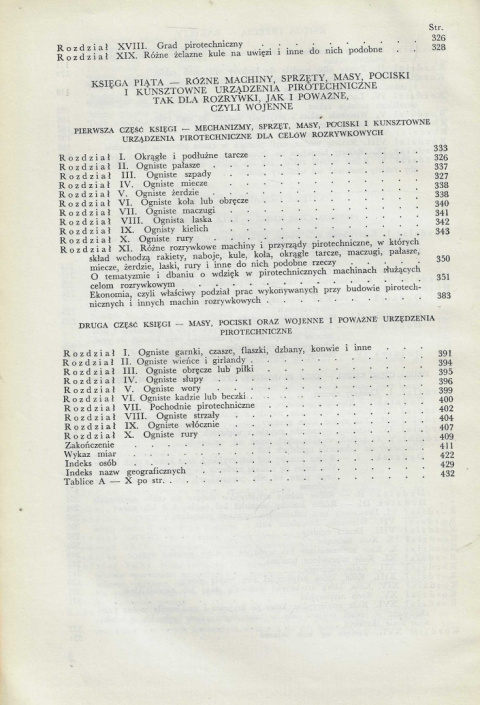 Str.
Rozdział XVIII. Grad pirotechniczny . . . . . . . . 326
Rozdział XIX. Różne żelazne kule na uwięzi i inne do nich podobne . . 328
KSIĘGA PIĄTA — RÓŻNE MACHINY, SPRZĘTY, MASY, POCISKI
I KUNSZTOWNE URZĄDZENIA PIROTECHNICZNE
TAK DLA ROZRYWKI, JAK I POWAŻNE,
CZYLI WOJENNE
PIERWSZA CZĘŚĆ KSIĘGI — MECHANIZMY, SPRZĘT, MASY, POCISKI I KUNSZTOWNE
URZĄDZENIA PIROTECHNICZNE DLA CELÓW ROZRYWKOWYCH
Rozdział I. Okrągłe i podłużne tarcze . . . . . . . . 333
Rozdział II. Ogniste pałasze . . . . . . . . 326
Rozdział III. Ogniste szpady . . . . . . . . 337
Rozdział IV. Ogniste miecze . . . . . . . . 327
Rozdział V. Ogniste żerdzie . . . . . . . . 338
Rozdział VI. Ogniste koła lub obręcze . . . . . . . . 338
Rozdział VII. Ogniste maczugi . . . . . . . . 340
Rozdział VIII. Ognista laska . . . . . . . . 341
Rozdział IX. Ognisty kielich . . . . . . . . 342
Rozdział X. Ogniste rury . . . . . . . . 343
Rozdział XI. Różne rozrywkowe machiny i przyrządy pirotechniczne, w których
skład wchodzą rakiety, naboje, kule, koła, okrągłe tarcze, maczugi, pałasze,
miecze, żerdzie, laski, rury i inne do nich podobne rzeczy . . . . 350
O tematyzmie i dbaniu o wdzięk w pirotechnicznych machinach służących
celom rozrywkowym . . . . . . . . 351
Ekonomia, czyli właściwy podział prac wykonywanych przy budowie pirotech-
nicznych i innych machin rozrywkowych . . . . . . . . 383
DRUGA CZĘŚĆ KSIĘGI — MASY, POCISKI ORAZ WOJENNE I POWAŻNE URZĘDZENIA
PIROTECHNICZNE
Rozdział I. Ogniste garnki, czasze, flaszki, dzbany, konwie i inne . . . 391
Rozdział II. Ogniste wieńce i girlandy . . . . . . . . 394
Rozdział III. Ogniste obręcze lub piłki . . . . . . . . 395
Rozdział IV. Ogniste słupy . . . . . . . . 396
Rozdział V. Ogniste wory . . . . . . . . 399
Rozdział VI. Ogniste kadzie lub beczki . . . . . . . . 400
Rozdział VII. Pochodnie pirotechniczne . . . . . . . . 402
Rozdział VIII. Ogniste strzały . . . . . . . . 404
Rozdział IX. Ogniste włócznie . . . . . . . . 407
Rozdział X. Ogniste rury . . . . . . . . 409
Zakończenie . . . . . . . . 411
Wykaz miar . . . . . . . . 422
Indeks osób . . . . . . . . 429
Indeks nazw geograficznych . . . . . . . . 432
Tablice A — X po str. . . . . . . . .